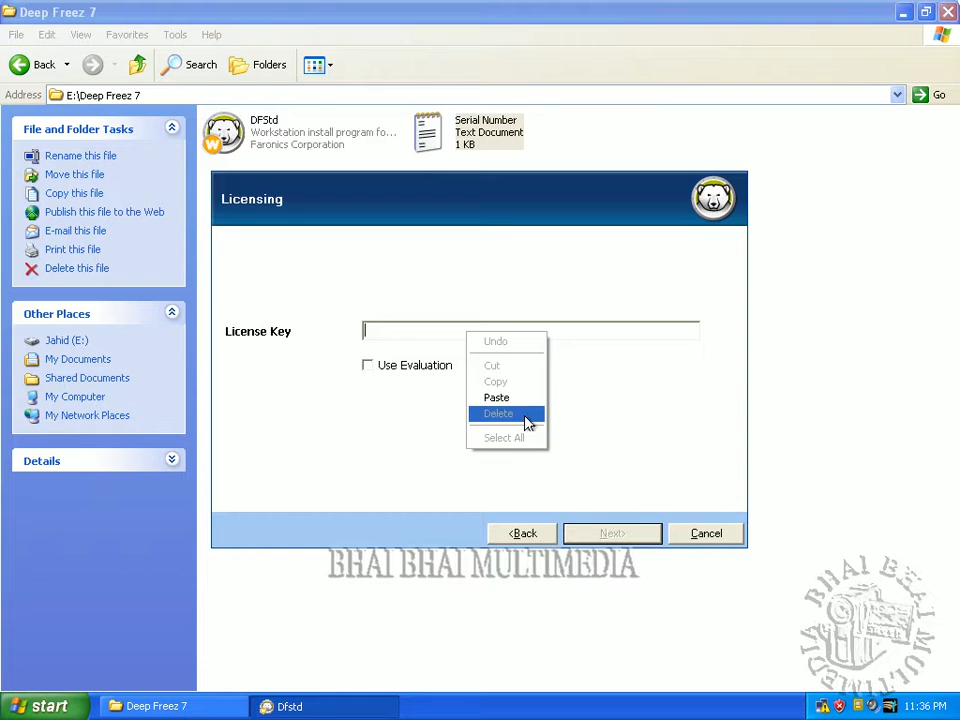 Deep Freez 7
File Edit View Favorites Tools Help
Back Search Folders
Address E:\Deep Freez 7 Go
File and Folder Tasks
Rename this file
Move this file
Copy this file
Publish this file to the Web
E-mail this file
Print this file
Delete this file
Other Places
Jahid (E:)
My Documents
Shared Documents
My Computer
My Network Places
Details
DFStd
Workstation install program fo...
Faronics Corporation
W
Serial Number
Text Document
1 KB
Licensing
License Key
Use Evaluation
Undo
Cut
Copy
Paste
Delete
Select All
<Back Next> Cancel
BHAI BHAI MULTIMEDIA
BHAI BHAI MULTIMEDIA
start Deep Freez 7 Dfstd 11:36 PM